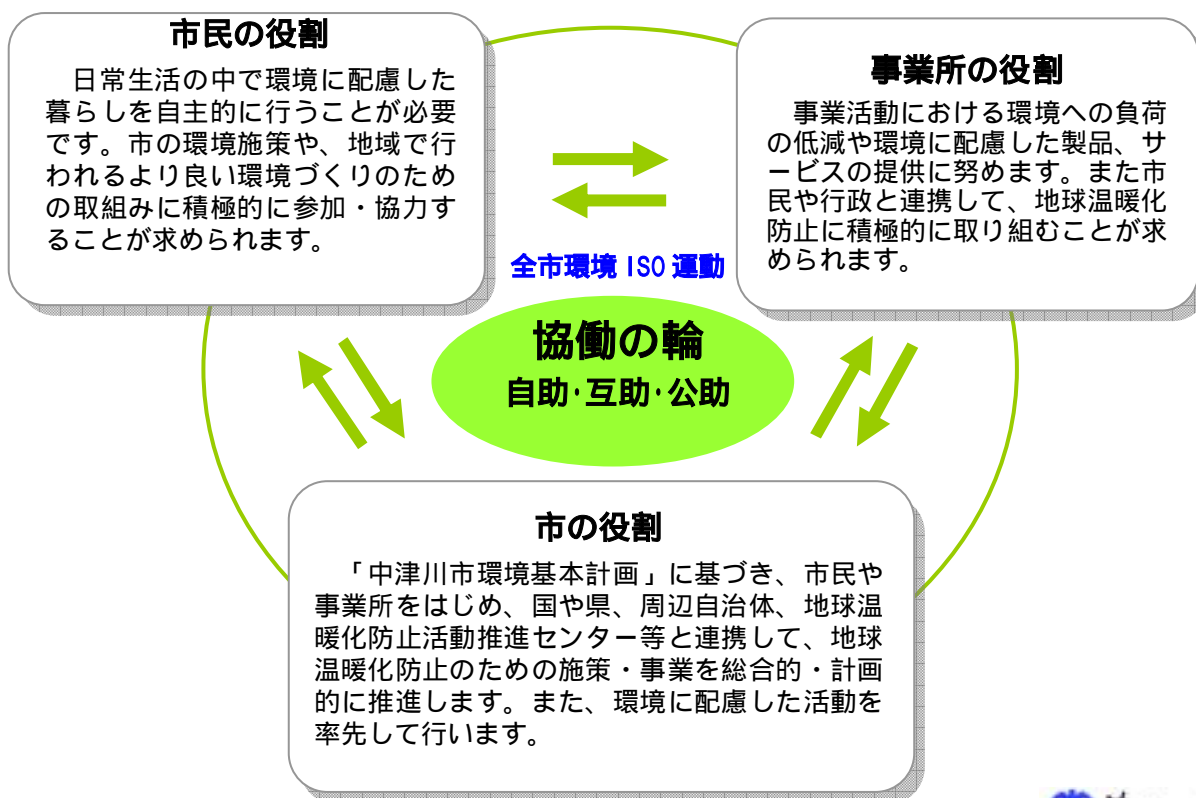 市民の役割
日常生活の中で環境に配慮した
暮らしを自主的に行うことが必要
です。市の環境施策や、地域で行
われるより良い環境づくりのため
の取組みに積極的に参加・協力す
ることが求められます。
事業所の役割
事業活動における環境への負荷
の低減や環境に配慮した製品、サ
ービスの提供に努めます。また市
民や行政と連携して、地球温暖化
防止に積極的に取り組むことが求
められます。
全市環境ISO運動
協働の輪
自助・互助・公助
市の役割
「中津川市環境基本計画」に基づき、市民や
事業所をはじめ、国や県、周辺自治体、地球温
暖化防止活動推進センター等と連携して、地球
温暖化防止のための施策・事業を総合的・計画
的に推進します。また、環境に配慮した活動を
率先して行います。